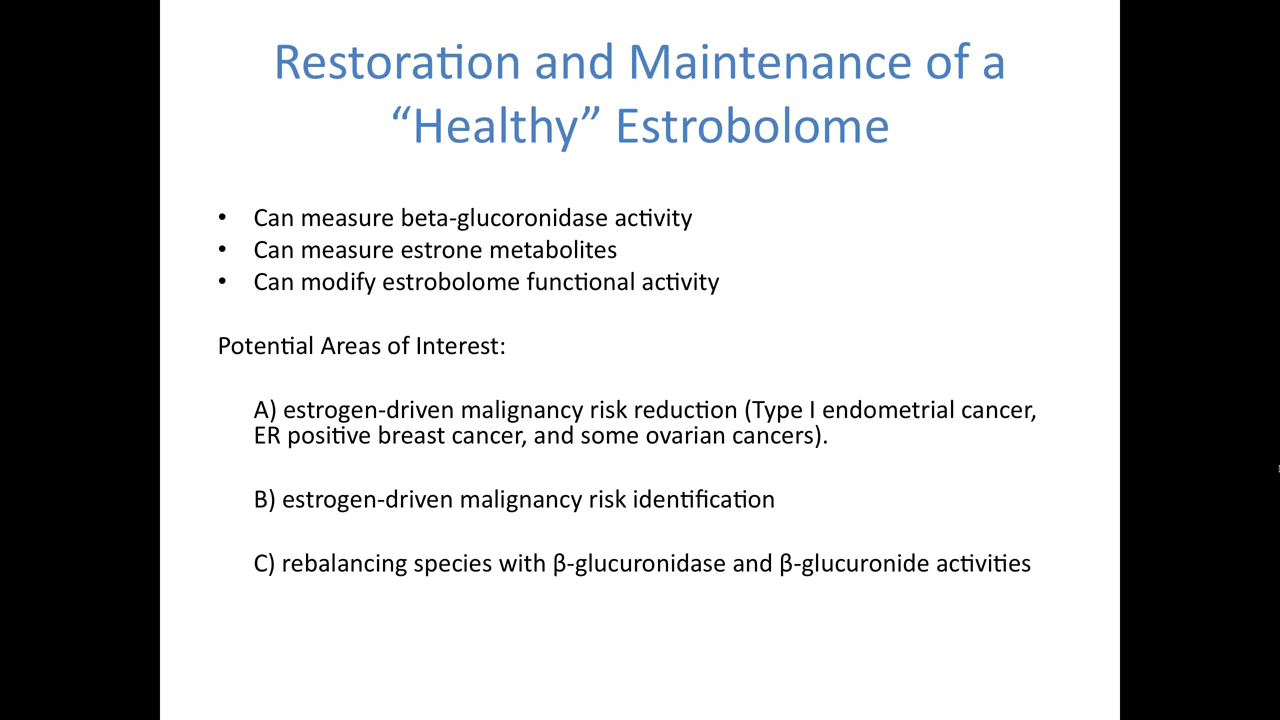 Restoration and Maintenance of a
“Healthy” Estrobolome
• Can measure beta-glucoronidase activity
• Can measure estrone metabolites
• Can modify estrobolome functional activity
Potential Areas of Interest:
A) estrogen-driven malignancy risk reduction (Type I endometrial cancer,
ER positive breast cancer, and some ovarian cancers).
B) estrogen-driven malignancy risk identification
C) rebalancing species with β-glucuronidase and β-glucuronide activities